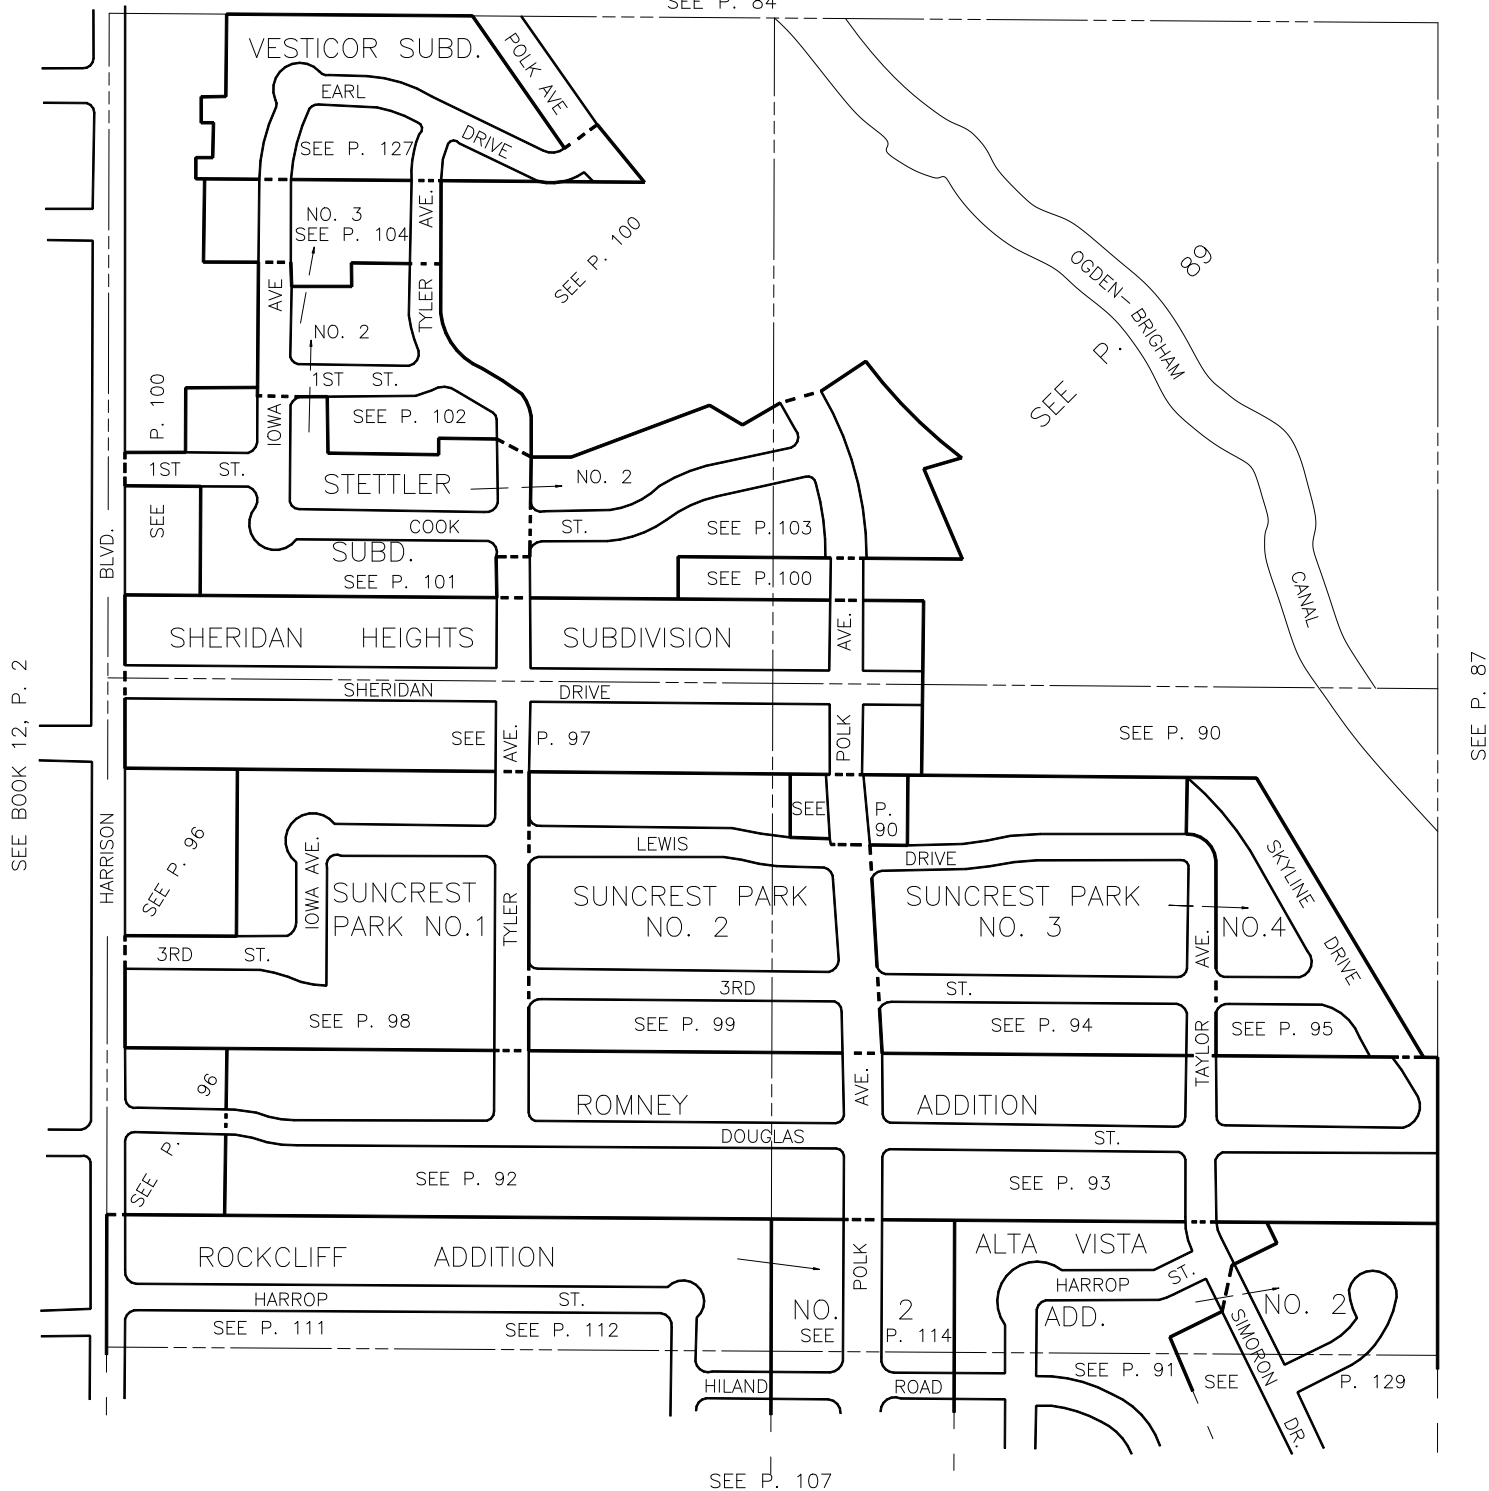 SEE P. 84
VESTICOR SUBD.
POLK AVE
EARL
DRIVE
SEE P. 127
NO. 3
SEE P. 104
AVE.
SEE P. 100
89
OGDEN-BRIGHAM
AVE
TYLER
NO. 2
SEE P.
1ST ST.
P. 100
SEE P. 102
IOWA
1ST ST.
STETTLER
NO. 2
SEE
COOK ST.
SEE P. 103
BLVD.
SUBD.
SEE P. 101
SEE P. 100
CANAL
SHERIDAN HEIGHTS SUBDIVISION
AVE.
SHERIDAN DRIVE
SEE BOOK 12, P. 2
SEE P. 87
SEE P. 97
AVE.
POLK
SEE P. 90
SEE P.
90
HARRISON
SEE P. 96
IOWA AVE.
LEWIS DRIVE
SKYLINE DRIVE
SUNCREST
PARK NO.1
TYLER
SUNCREST PARK
NO. 2
SUNCREST PARK
NO. 3
NO.4
AVE.
3RD ST.
3RD ST.
SEE P. 98
SEE P. 99
SEE P. 94
SEE P. 95
TAYLOR
96
AVE.
ROMNEY ADDITION
DOUGLAS ST.
SEE P.
SEE P. 92
SEE P. 93
ROCKCLIFF ADDITION
POLK
ALTA VISTA
HARROP ST.
HARROP ST.
NO. 2
ADD.
NO. 2
SEE P. 111
SEE P. 112
SEE P. 114
SIMORON
SEE P. 91
SEE P. 129
HILAND ROAD
DR.
SEE P. 107